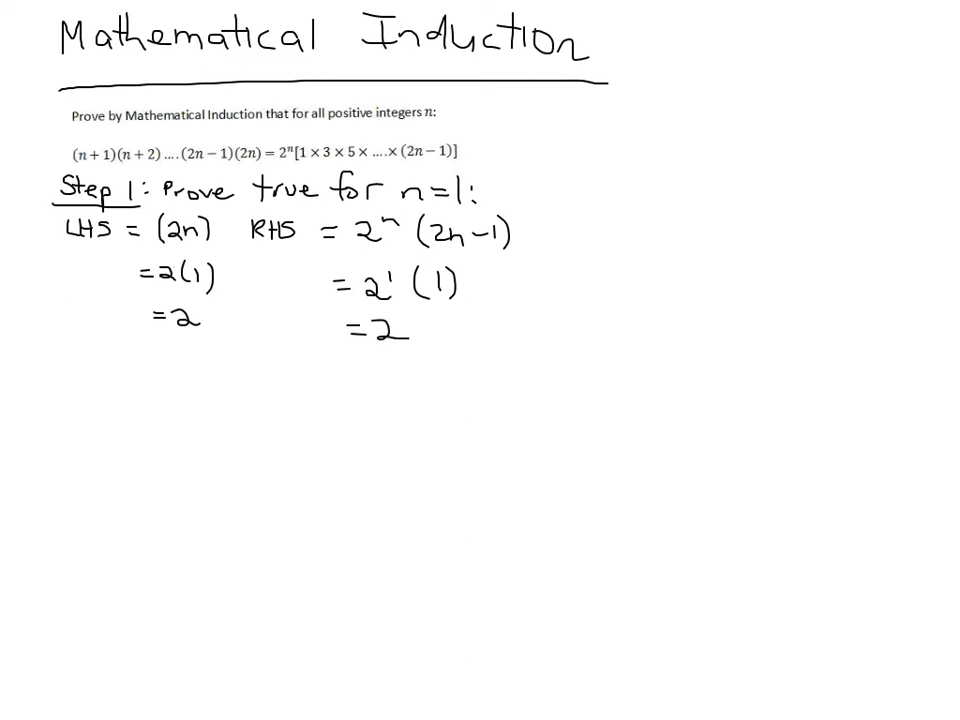 Mathematical Induction
Prove by Mathematical Induction that for all positive integers n:
(n + 1)(n + 2) .... (2n − 1)(2n) = 2ⁿ[1 × 3 × 5 × ....× (2n − 1)]
Step 1: Prove true for n=1:
LHS = (2n) RHS = 2ⁿ (2n-1)
=2(1) = 2¹ (1)
=2 =2